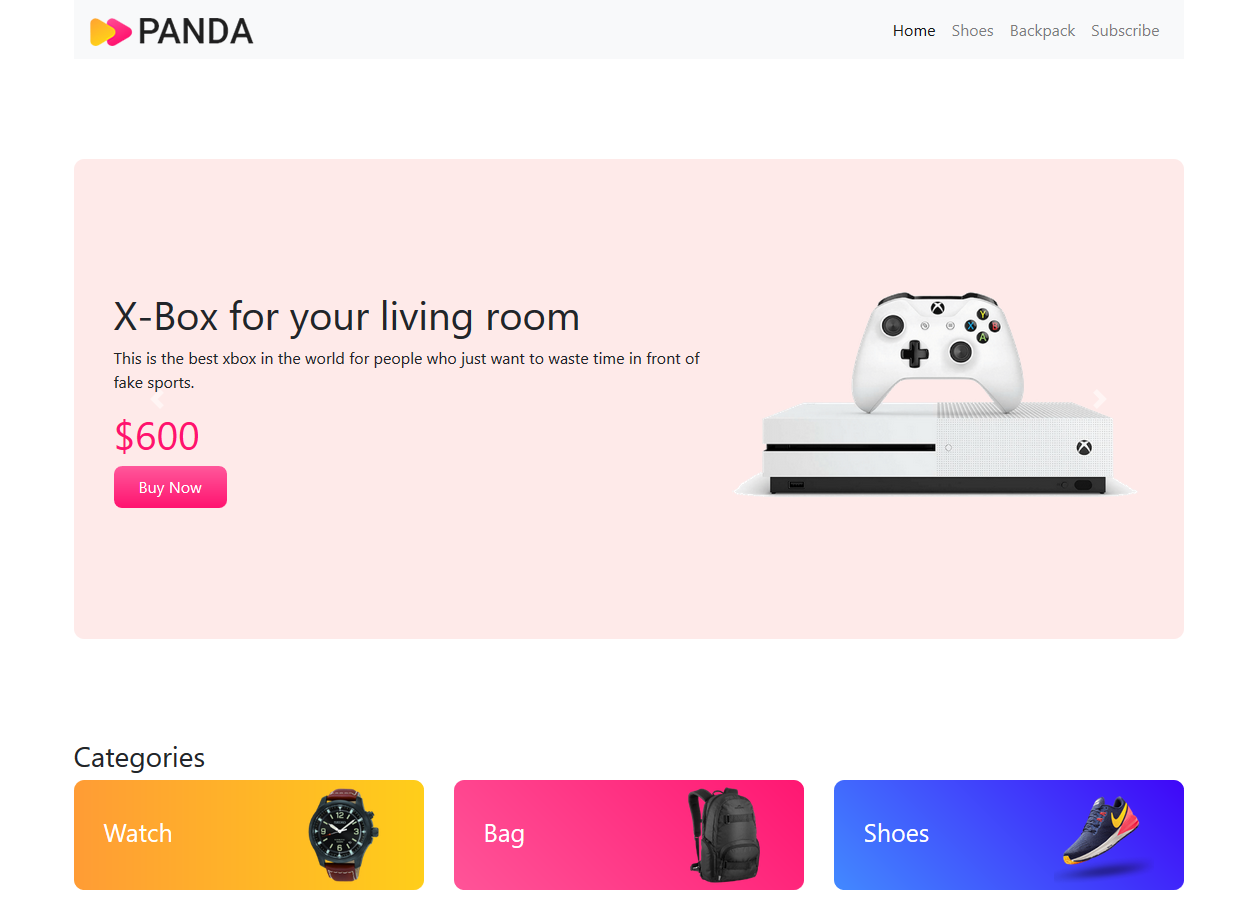 PANDA
Home Shoes Backpack Subscribe
X-Box for your living room
This is the best xbox in the world for people who just want to waste time in front of
fake sports.
$600
Buy Now
Y
X B
A
Categories
Watch
Bag
Shoes